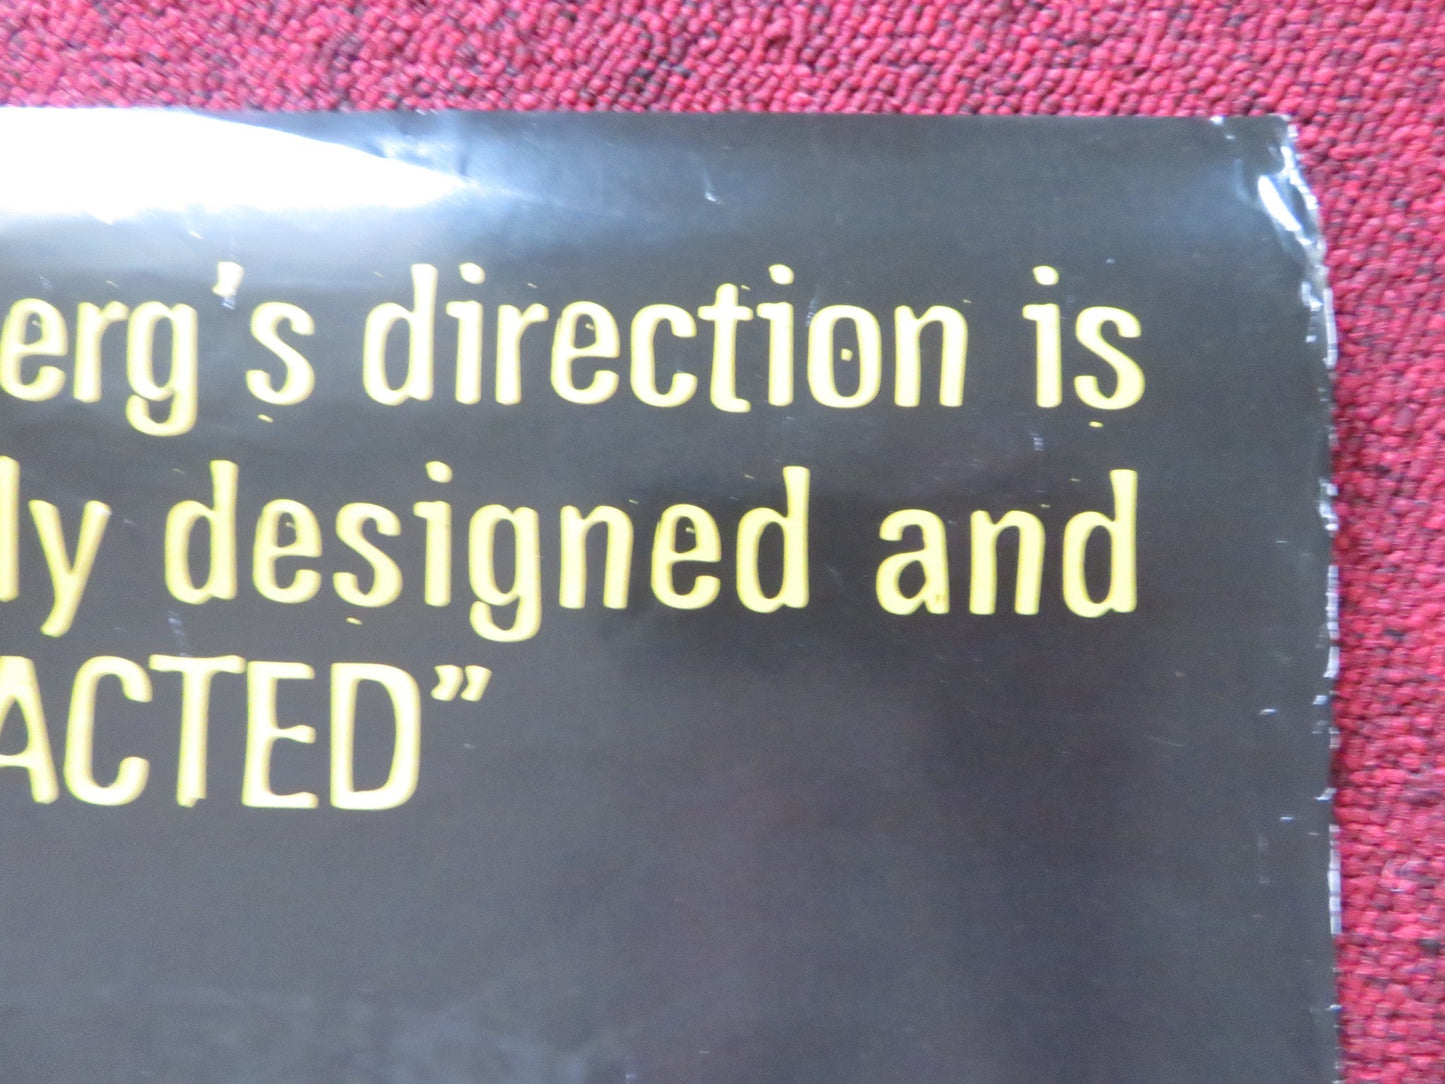 erg's direction is
ly designed and
ACTED”